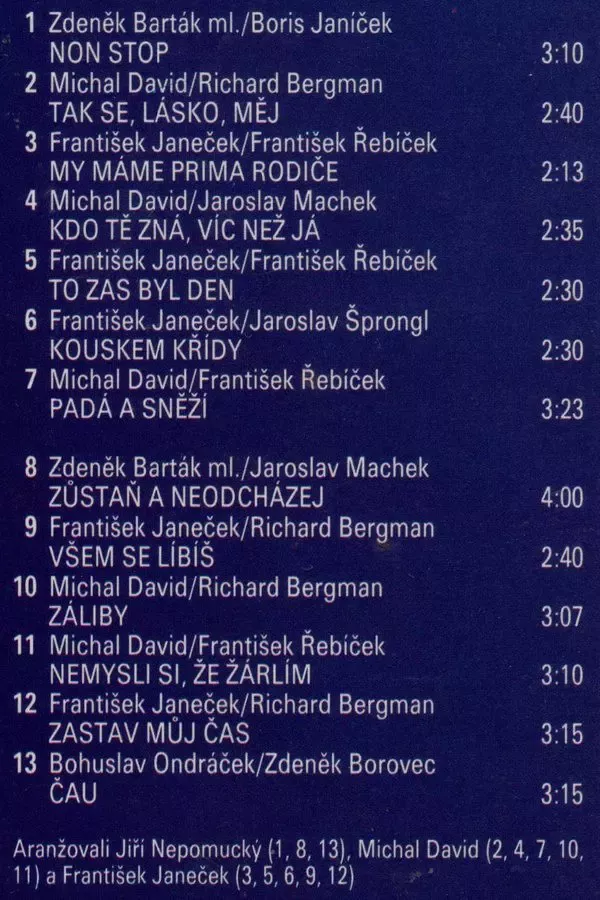 1 Zdeněk Barták ml./Boris Janíček
NON STOP 3:10
2 Michal David/Richard Bergman
TAK SE, LÁSKO, MĚJ 2:40
3 František Janeček/František Řebíček
MY MÁME PRIMA RODIČE 2:13
4 Michal David/Jaroslav Machek
KDO TĚ ZNÁ, VÍC NEŽ JÁ 2:35
5 František Janeček/František Řebíček
TO ZAS BYL DEN 2:30
6 František Janeček/Jaroslav Šprongl
KOUSKEM KŘÍDY 2:30
7 Michal David/František Řebíček
PADÁ A SNĚŽÍ 3:23
8 Zdeněk Barták ml./Jaroslav Machek
ZŮSTAŇ A NEODCHÁZEJ 4:00
9 František Janeček/Richard Bergman
VŠEM SE LÍBÍŠ 2:40
10 Michal David/Richard Bergman
ZÁLIBY 3:07
11 Michal David/František Řebíček
NEMYSLI SI, ŽE ŽÁRLÍM 3:10
12 František Janeček/Richard Bergman
ZASTAV MŮJ ČAS 3:15
13 Bohuslav Ondráček/Zdeněk Borovec
ČAU 3:15
Aranžovali Jiří Nepomucký (1, 8, 13), Michal David (2, 4, 7, 10,
11) a František Janeček (3, 5, 6, 9, 12)